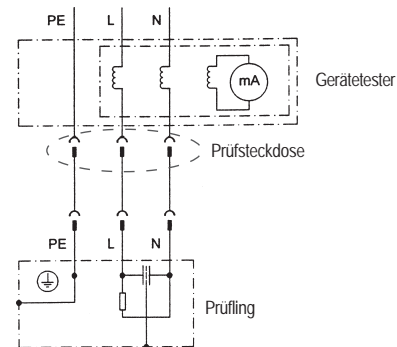 PE L N
mA
Gerätetester
Prüfsteckdose
PE L N
Prüfling